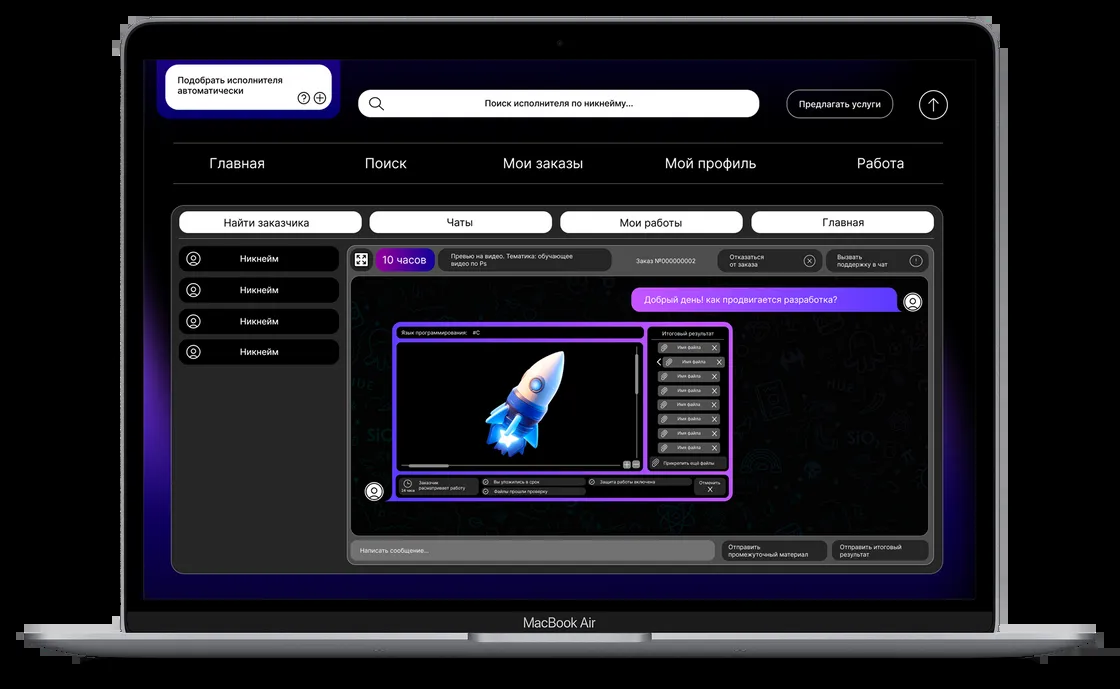 Подобрать исполнителя
автоматически
Поиск исполнителя по никнейму...
Предлагать услуги
Главная
Поиск
Мои заказы
Мой профиль
Работа
Найти заказчика
Чаты
Мои работы
Главная
Никнейм
Никнейм
Никнейм
Никнейм
10 часов
Превью на видео. Тематика: обучающее
видео по Ps
Заказ №000000002
Отказаться
от заказа
Вызвать
поддержку в чат
Добрый день! как продвигается разработка?
Язык программирования: #C
Итоговый результат
Имя файла
Имя файла
Имя файла
Имя файла
Имя файла
Имя файла
Имя файла
Имя файла
Прикрепить ещё файлы
24 часа
Заказчик
рассматривает работу
Вы уложились в срок
Файлы прошли проверку
Защита работы включена
Отменить
Написать сообщение...
Отправить
промежуточный материал
Отправить итоговый
результат
MacBook Air